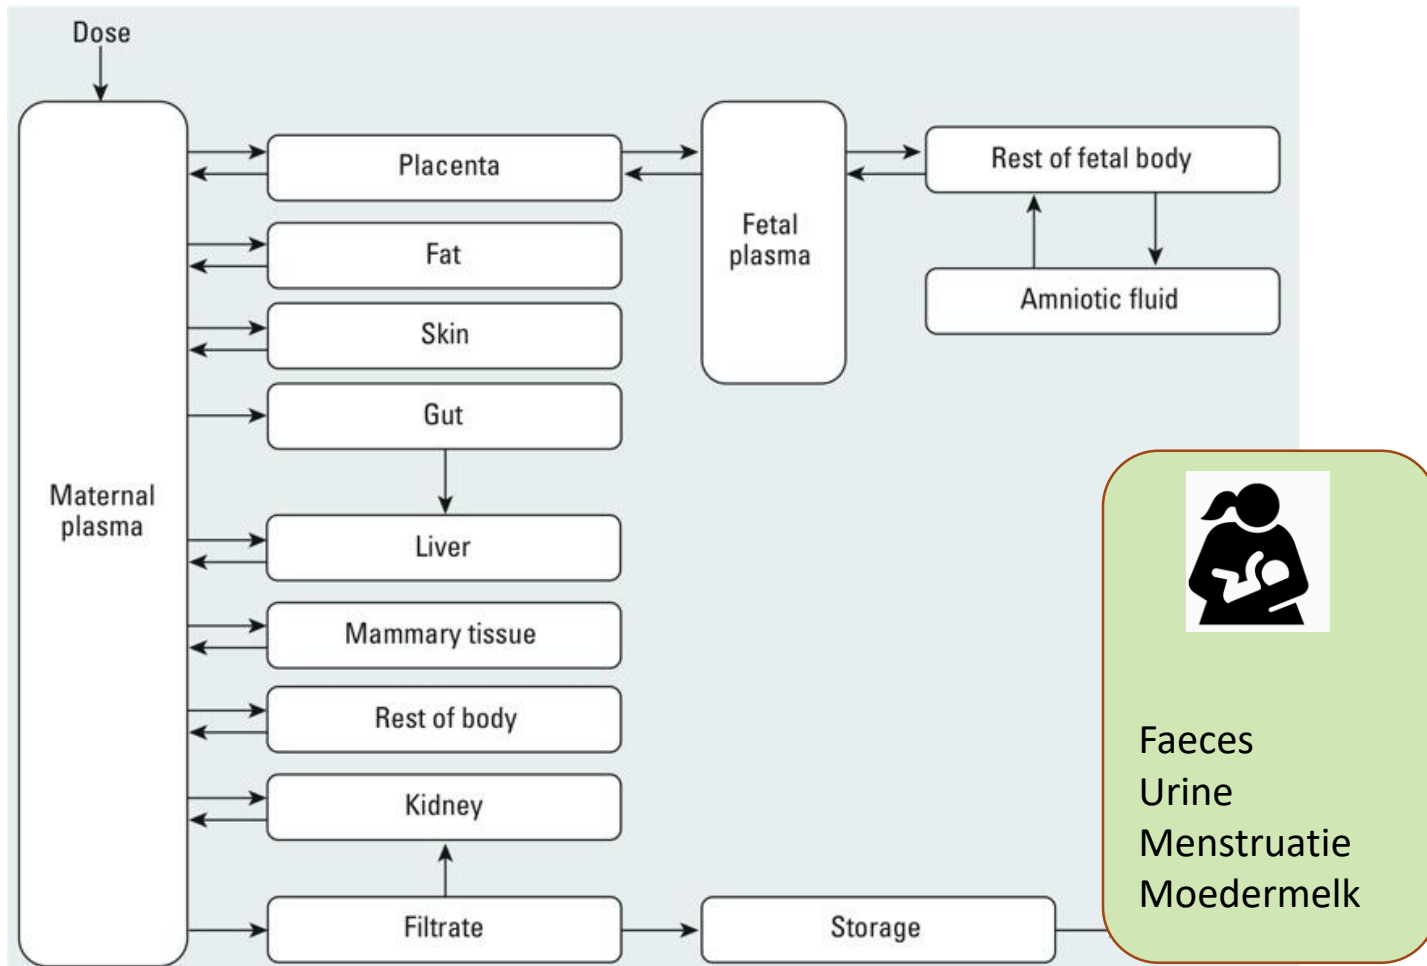 Dose
Maternal
plasma
Placenta
Fat
Skin
Gut
Liver
Mammary tissue
Rest of body
Kidney
Filtrate
Fetal
plasma
Rest of fetal body
Amniotic fluid
Storage
Faeces
Urine
Menstruatie
Moedermelk